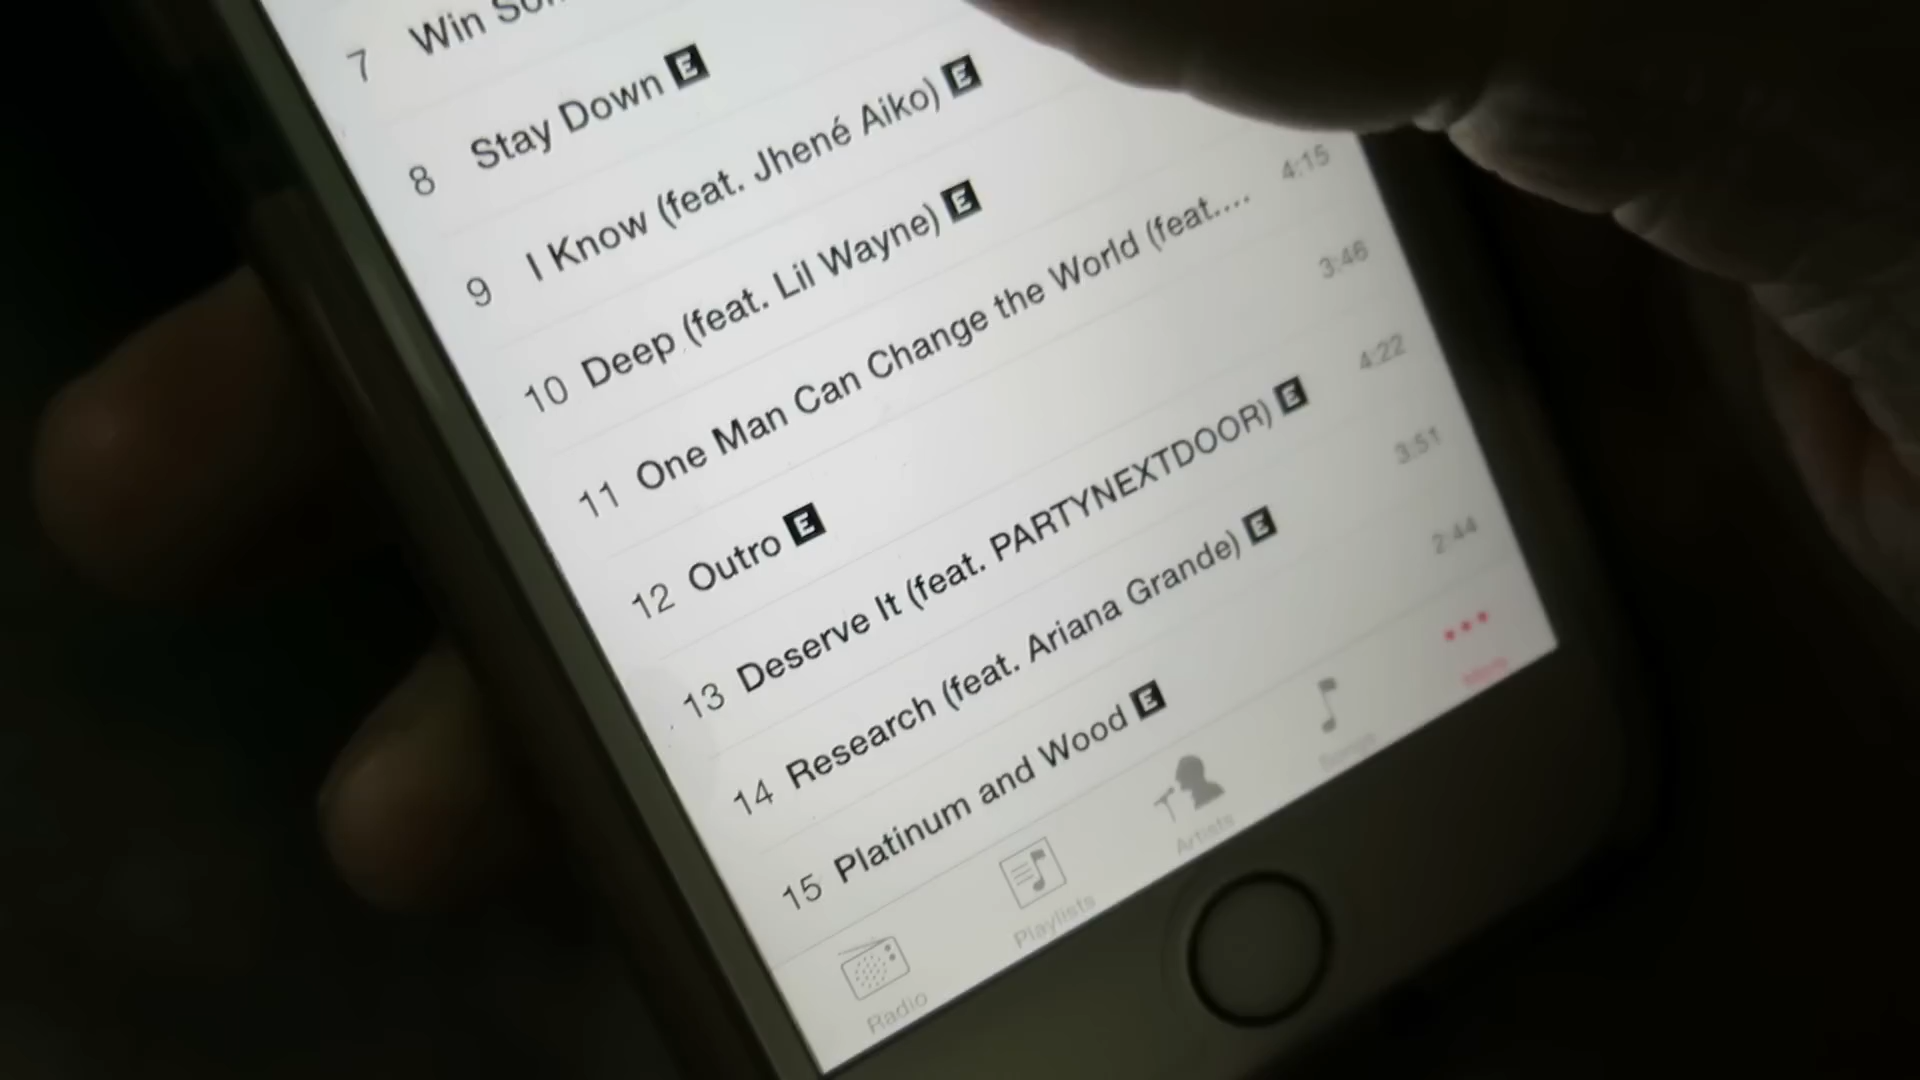 7 Win
8 Stay Down E
9 I Know (feat. Jhené Aiko) E
10 Deep (feat. Lil Wayne) E
11 One Man Can Change the World (feat.... 4:15
12 Outro E 3:46
13 Deserve It (feat. PARTYNEXTDOOR) E 4:22
14 Research (feat. Ariana Grande) E 3:51
15 Platinum and Wood E 2:44
Radio
Playlists
Artists
Songs